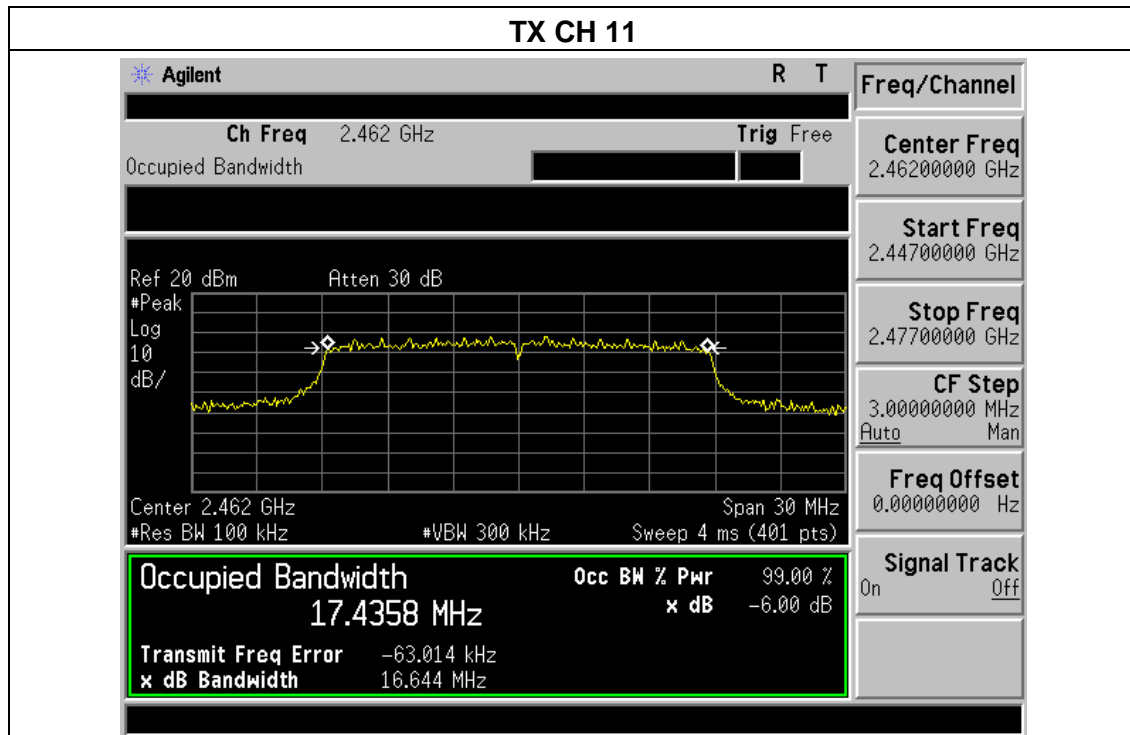 TX CH 11
Agilent R T
Ch Freq 2.462 GHz Trig Free
Occupied Bandwidth
Ref 20 dBm Atten 30 dB
#Peak
Log
10
dB/
Center 2.462 GHz Span 30 MHz
#Res BW 100 kHz #VBW 300 kHz Sweep 4 ms (401 pts)
Occupied Bandwidth Occ BW % Pwr 99.00 %
17.4358 MHz x dB -6.00 dB
Transmit Freq Error -63.014 kHz
x dB Bandwidth 16.644 MHz
Freq/Channel
Center Freq
2.46200000 GHz
Start Freq
2.44700000 GHz
Stop Freq
2.47700000 GHz
CF Step
3.00000000 MHz
Auto Man
Freq Offset
0.00000000 Hz
Signal Track
On Off